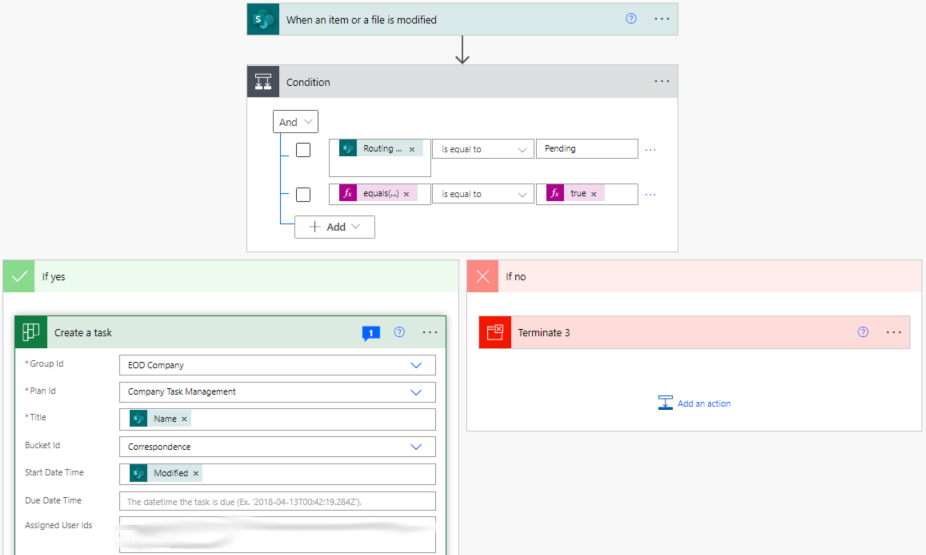 When an item or a file is modified
Condition
And
Routing ... × is equal to Pending
fx equals(...) × is equal to fx true ×
+ Add
If yes
If no
Create a task 1
Terminate 3
* Group Id EOD Company
* Plan Id Company Task Management
* Title Name ×
Add an action
Bucket Id Correspondence
Start Date Time Modified ×
Due Date Time The datetime the task is due (Ex. '2018-04-13T00:42:19.284Z').
Assigned User Ids